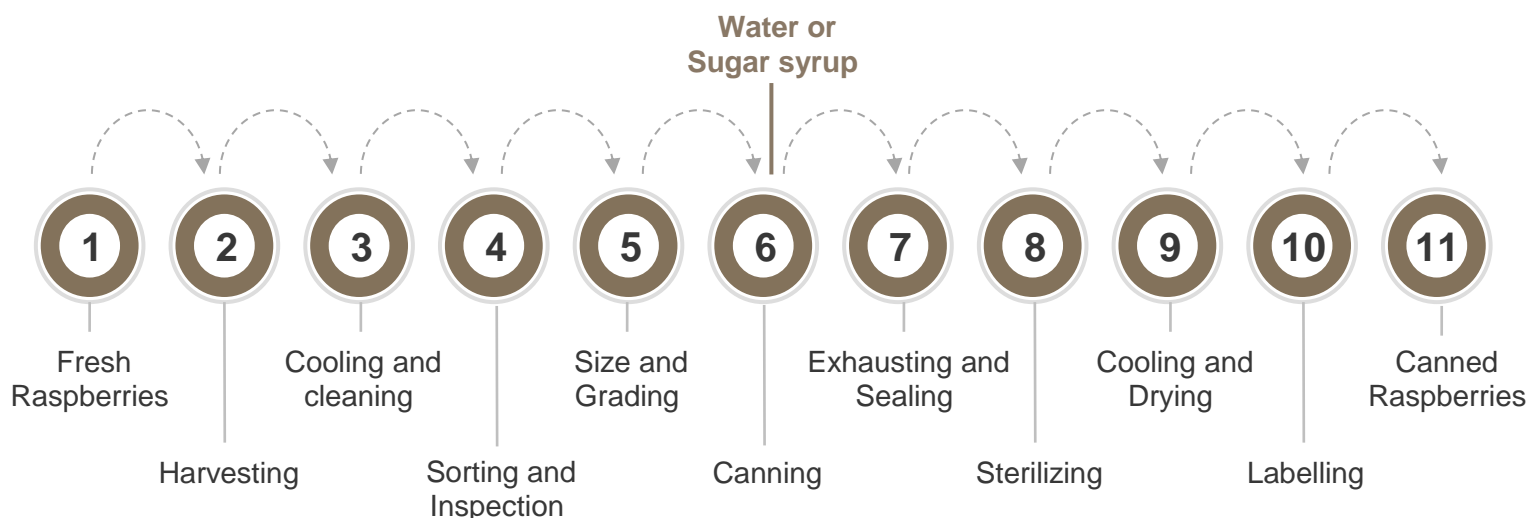 Water or
Sugar syrup
1
2
3
4
5
6
7
8
9
10
11
Fresh
Raspberries
Harvesting
Cooling and
cleaning
Sorting and
Inspection
Size and
Grading
Canning
Exhausting and
Sealing
Sterilizing
Cooling and
Drying
Labelling
Canned
Raspberries